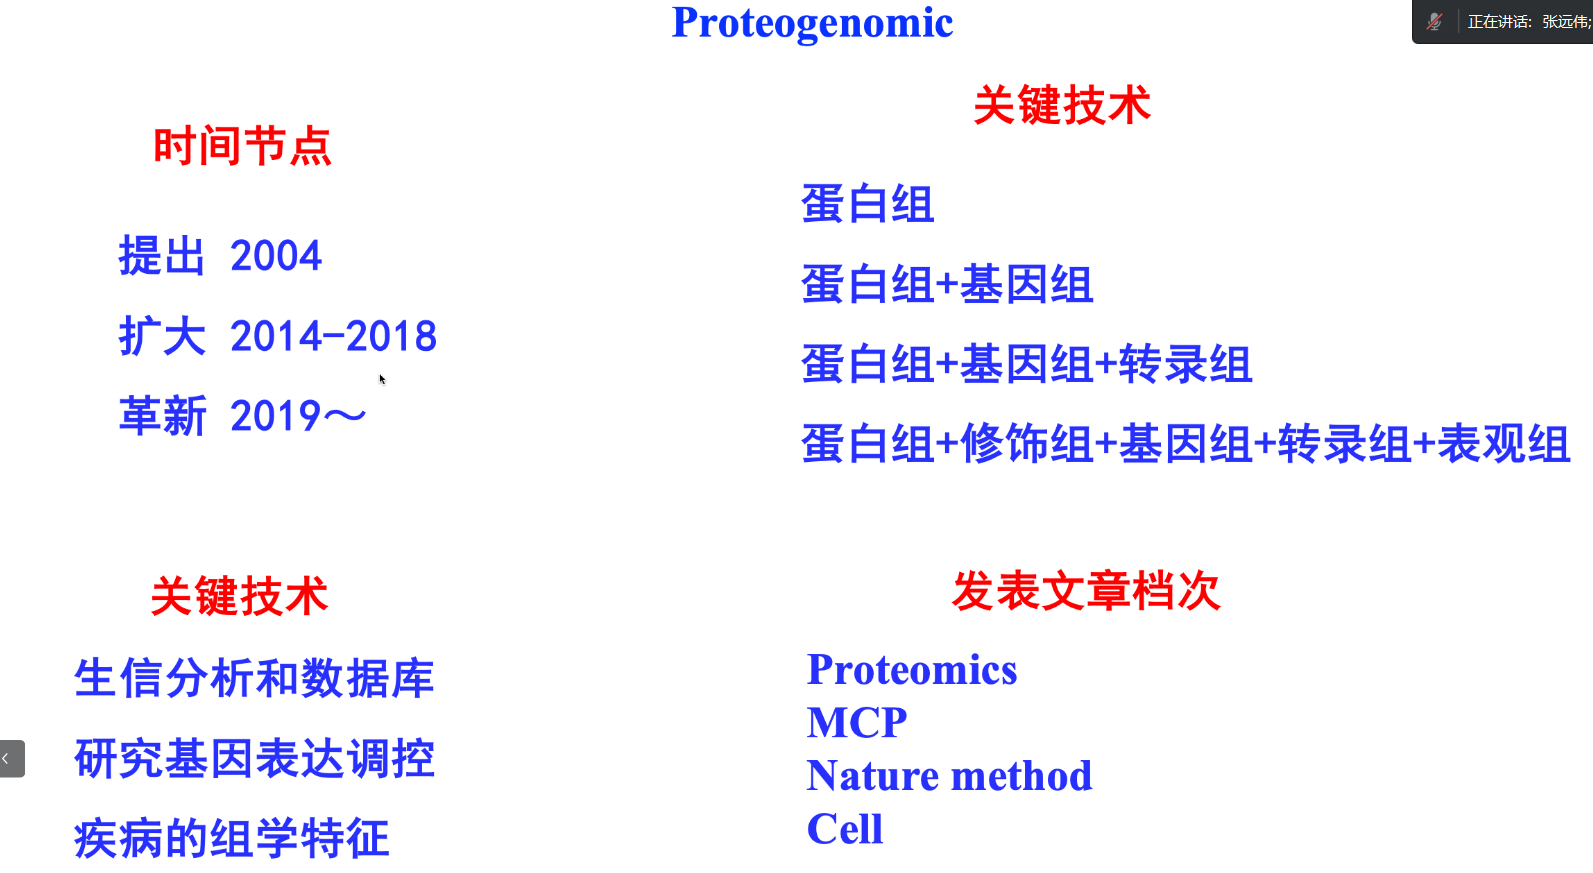 Proteogenomic
正在讲话: 张远伟;
时间节点
提出 2004
扩大 2014-2018
革新 2019～
关键技术
蛋白组
蛋白组+基因组
蛋白组+基因组+转录组
蛋白组+修饰组+基因组+转录组+表观组
关键技术
生信分析和数据库
研究基因表达调控
疾病的组学特征
发表文章档次
Proteomics
MCP
Nature method
Cell